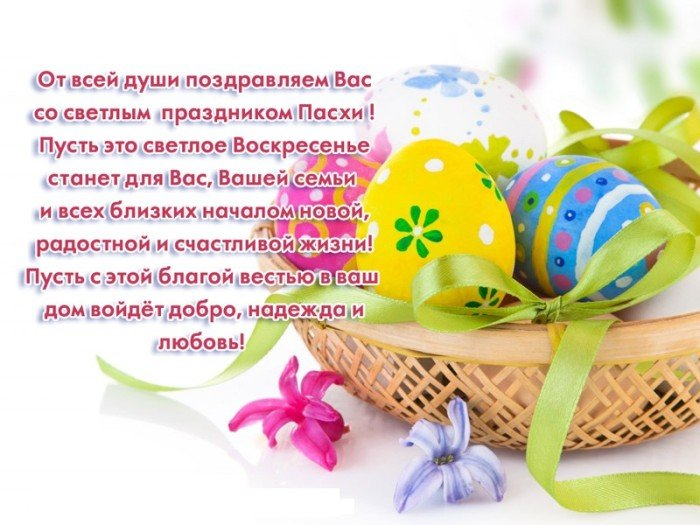 От всей души поздравляем Вас
со светлым праздником Пасхи !
Пусть это светлое Воскресенье
станет для Вас, Вашей семьи
и всех близких началом новой,
радостной и счастливой жизни!
Пусть с этой благой вестью в ваш
дом войдёт добро, надежда и
любовь!